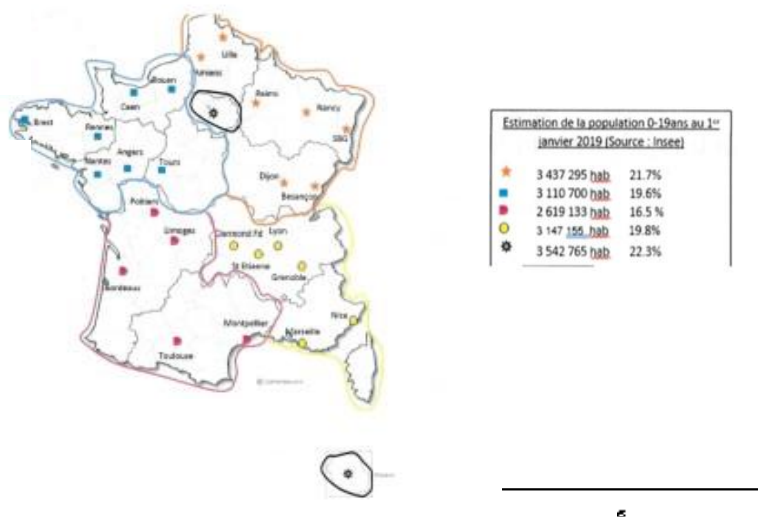 Lille
Amiens
Rouen
Caen
Reims
Nancy
SBG
Brest
Rennes
Nantes
Angers
Tours
Dijon
Besançon
Poitiers
Limoges
Clermond Fd
Lyon
St Etienne
Grenoble
Bordeaux
Montpellier
Nice
Marseille
Toulouse
Estimation de la population 0-19ans au 1er
janvier 2019 (Source : Insee)
3 437 295 hab 21.7%
3 110 700 hab 19.6%
2 619 133 hab 16.5 %
3 147 155 hab 19.8%
3 542 765 hab 22.3%